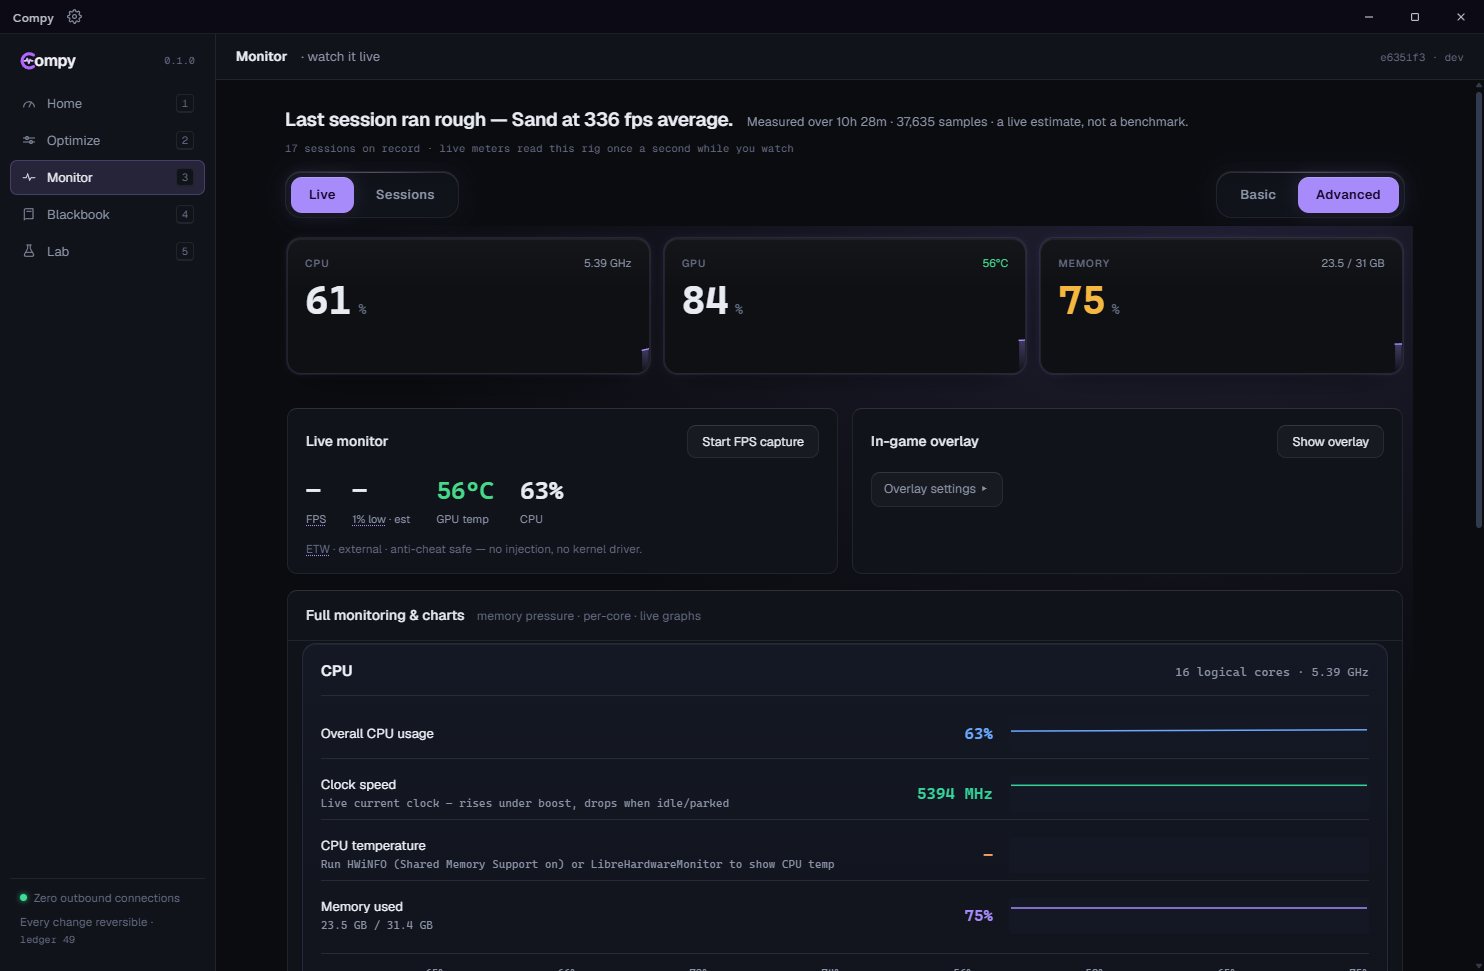 Compy
Compy 0.1.0
Home 1
Optimize 2
Monitor 3
Blackbook 4
Lab 5
Zero outbound connections
Every change reversible ·
ledger 49
Monitor · watch it live
e6351f3 · dev
Last session ran rough — Sand at 336 fps average. Measured over 10h 28m · 37,635 samples · a live estimate, not a benchmark.
17 sessions on record · live meters read this rig once a second while you watch
Live Sessions
Basic Advanced
CPU 5.39 GHz
61 %
GPU 56°C
84 %
MEMORY 23.5 / 31 GB
75 %
Live monitor Start FPS capture
— — 56°C 63%
FPS 1% low · est GPU temp CPU
ETW · external · anti-cheat safe — no injection, no kernel driver.
In-game overlay Show overlay
Overlay settings ▸
Full monitoring & charts memory pressure · per-core · live graphs
CPU 16 logical cores · 5.39 GHz
Overall CPU usage 63%
Clock speed
Live current clock — rises under boost, drops when idle/parked
5394 MHz
CPU temperature
Run HWiNFO (Shared Memory Support on) or LibreHardwareMonitor to show CPU temp
—
Memory used
23.5 GB / 31.4 GB
75%